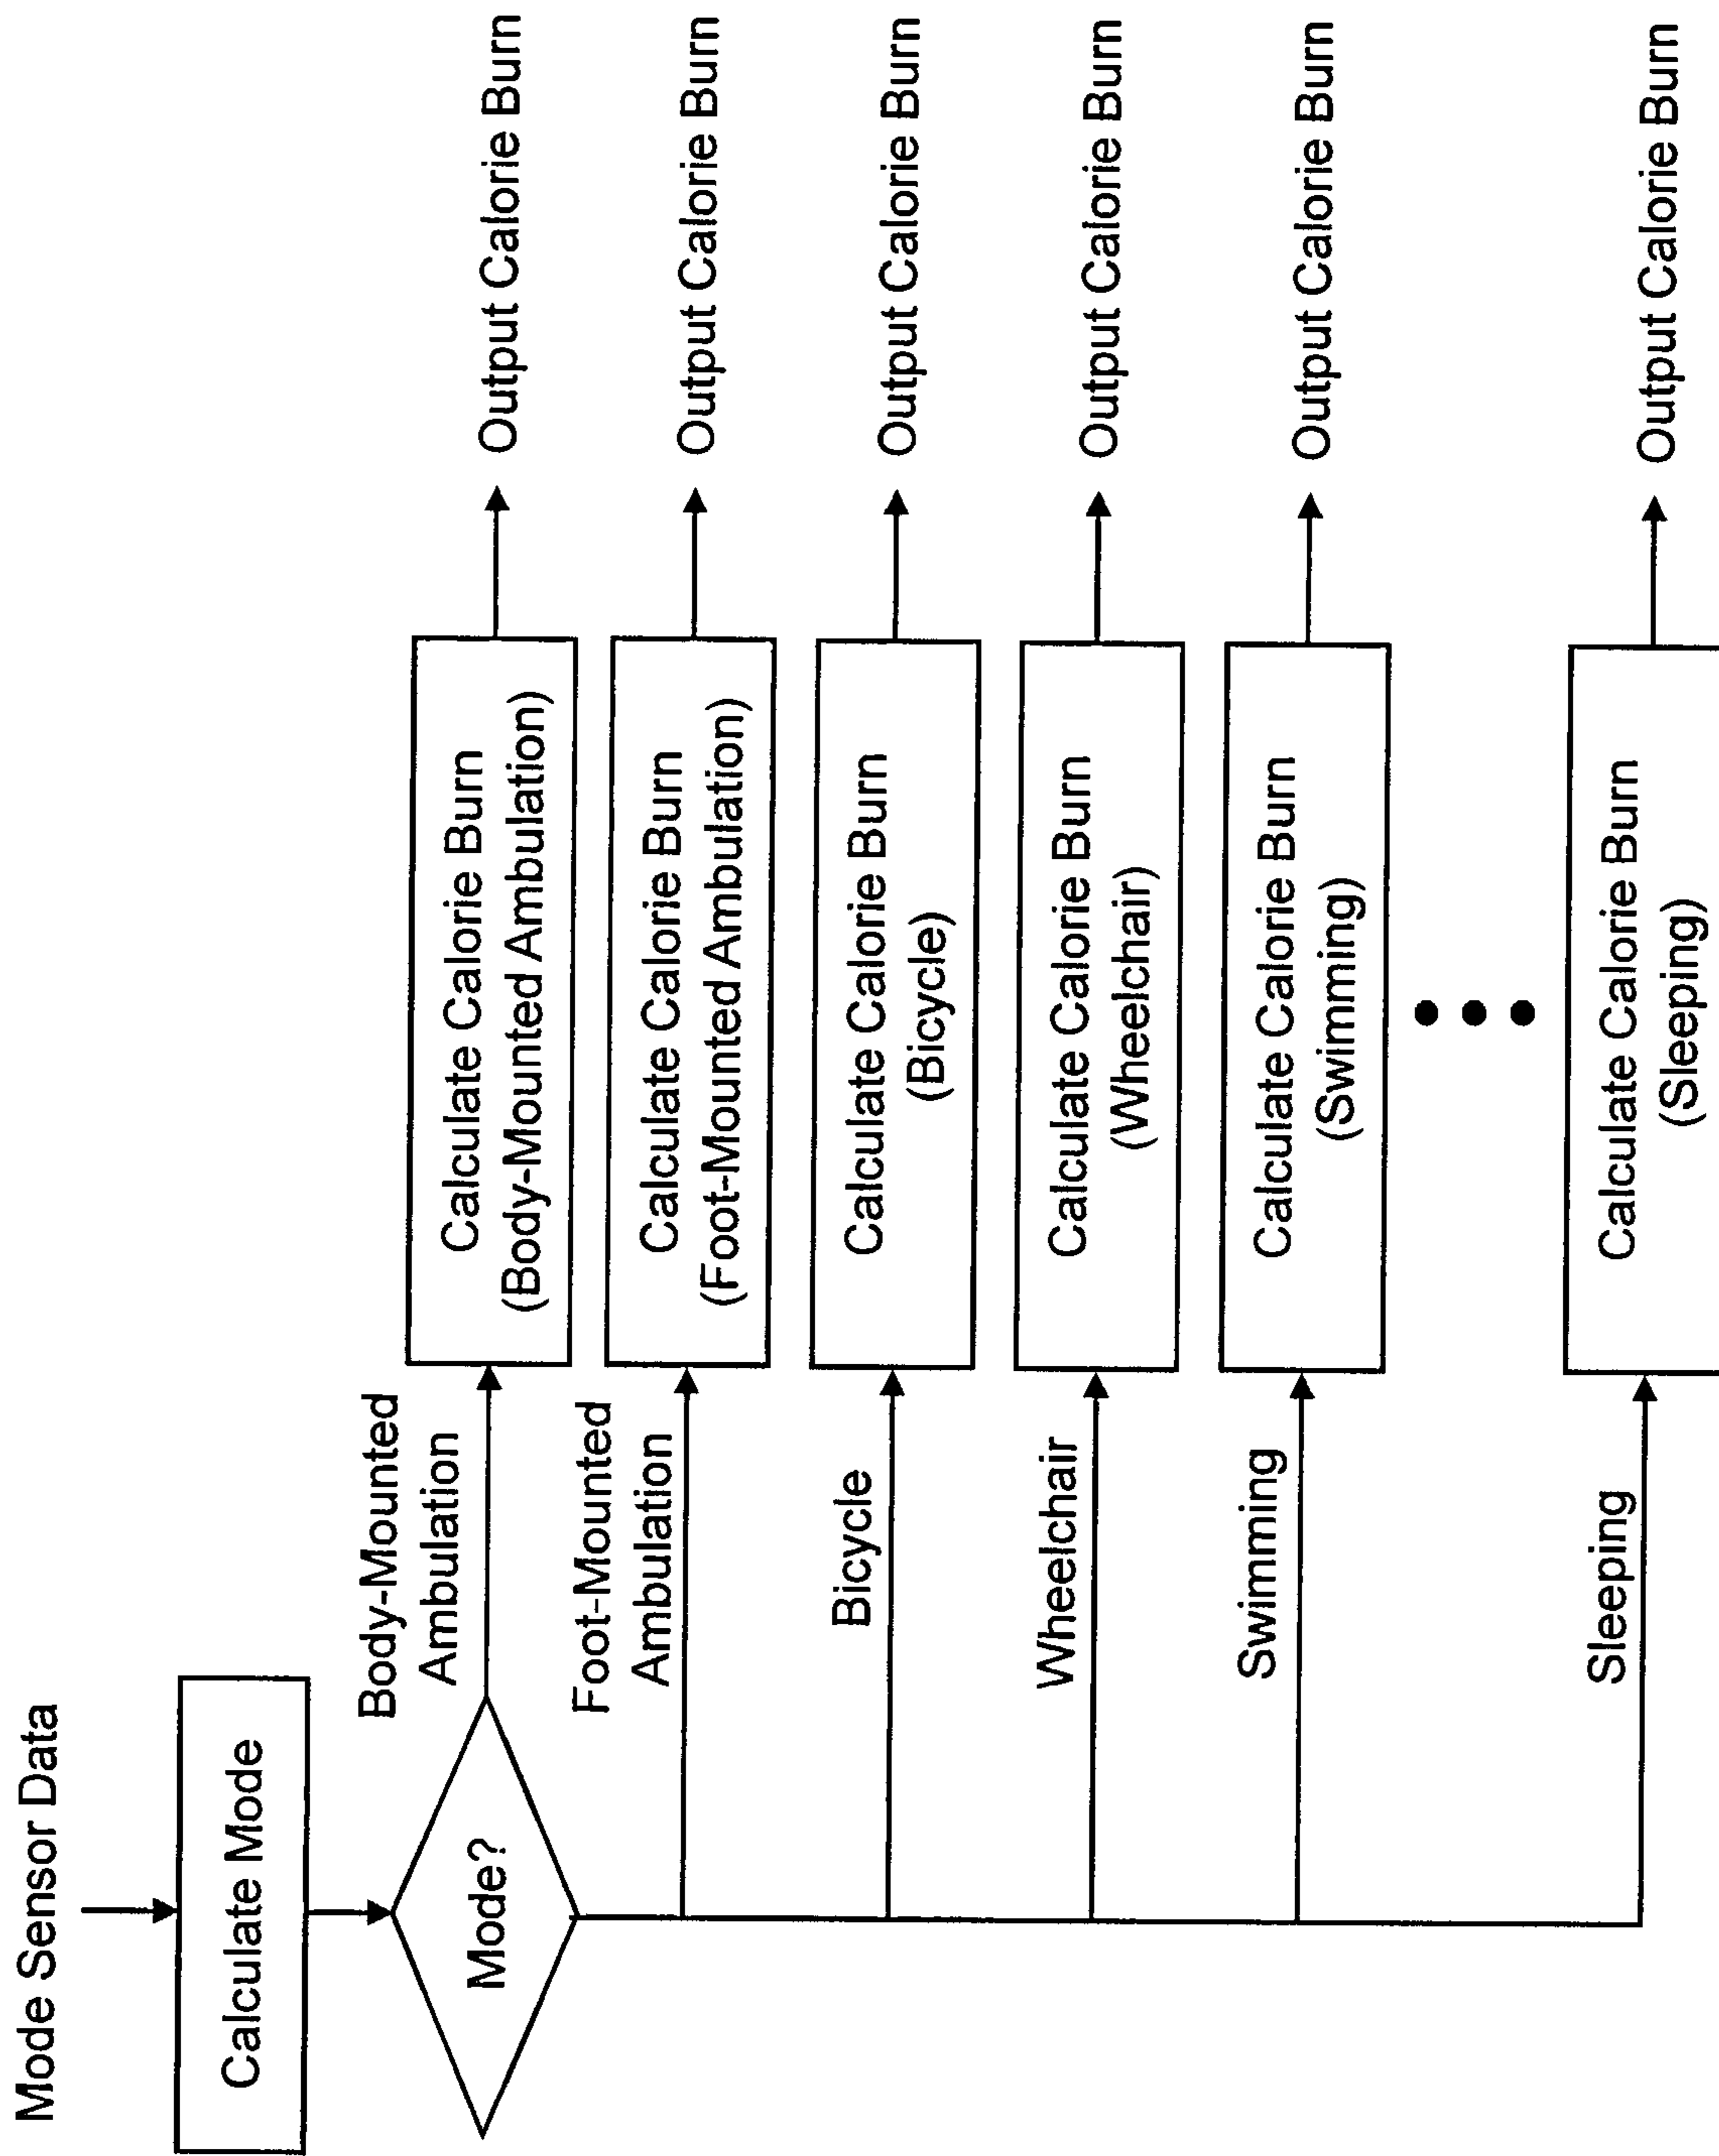 Mode Sensor Data
Calculate Mode
Mode?
Body-Mounted
Ambulation
Calculate Calorie Burn
(Body-Mounted Ambulation)
Output Calorie Burn
Foot-Mounted
Ambulation
Calculate Calorie Burn
(Foot-Mounted Ambulation)
Output Calorie Burn
Bicycle
Calculate Calorie Burn
(Bicycle)
Output Calorie Burn
Wheelchair
Calculate Calorie Burn
(Wheelchair)
Output Calorie Burn
Swimming
Calculate Calorie Burn
(Swimming)
Output Calorie Burn
Sleeping
Calculate Calorie Burn
(Sleeping)
Output Calorie Burn